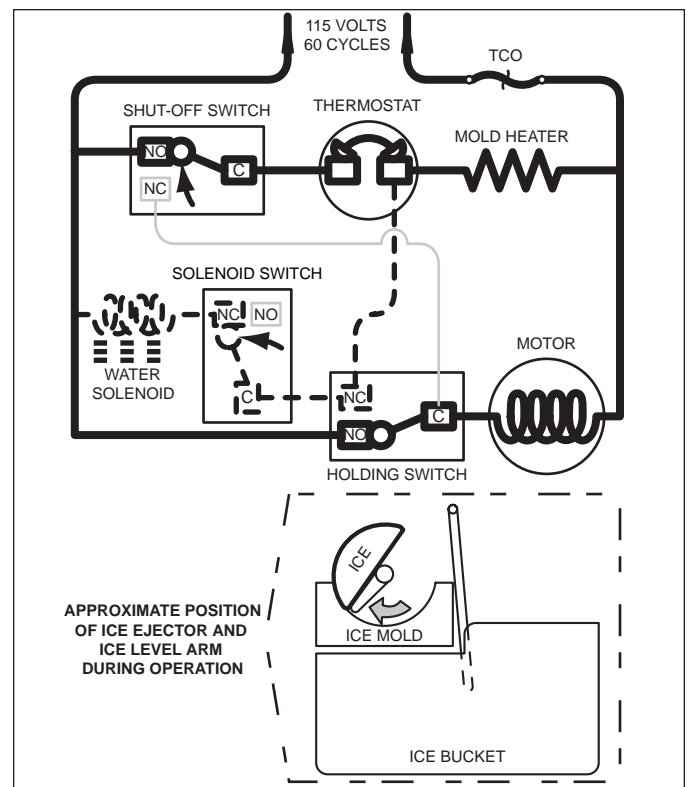 115 VOLTS
60 CYCLES
TCO
SHUT-OFF SWITCH
THERMOSTAT
MOLD HEATER
NO
C
NC
SOLENOID SWITCH
NC
NO
WATER
SOLENOID
C
MOTOR
NC
C
NO
HOLDING SWITCH
ICE
APPROXIMATE POSITION
OF ICE EJECTOR AND
ICE LEVEL ARM
DURING OPERATION
ICE MOLD
ICE BUCKET